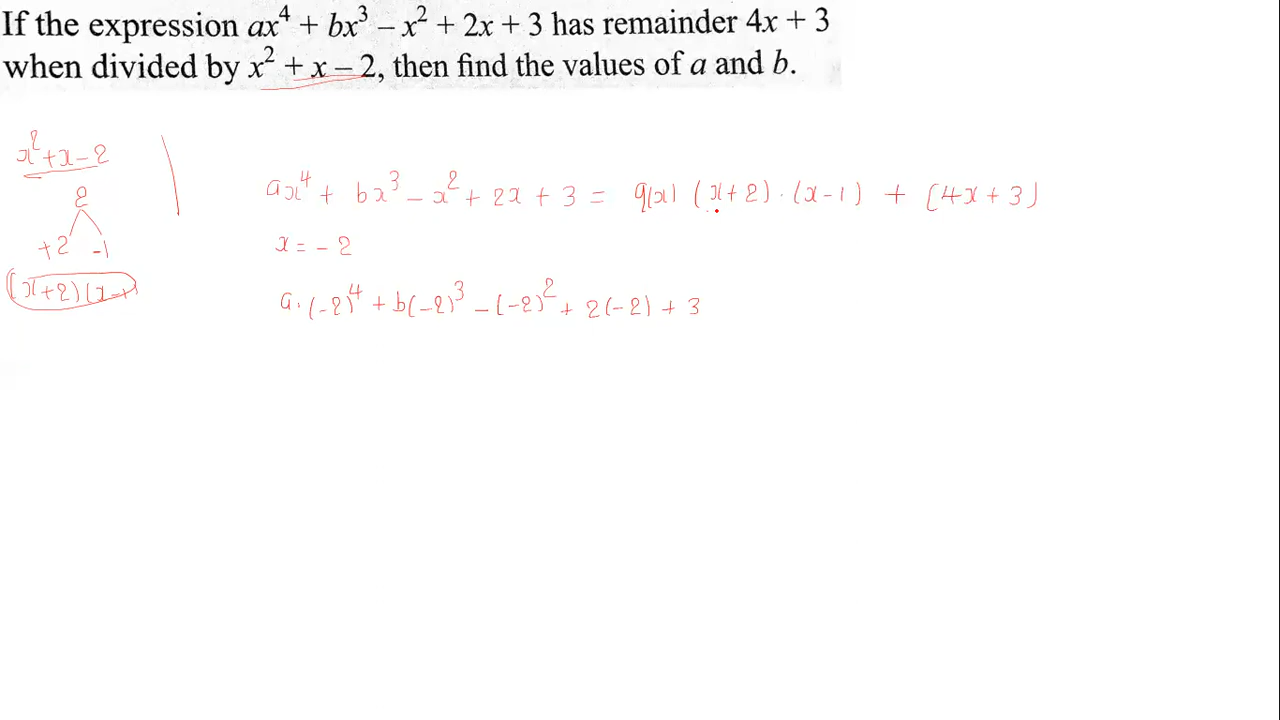 If the expression ax⁴ + bx³ – x² + 2x + 3 has remainder 4x + 3
when divided by x² + x – 2, then find the values of a and b.
x² + x - 2
2
+2 -1
(x+2)(x-1)
ax⁴ + bx³ - x² + 2x + 3 = q(x) (x+2) · (x-1) + (4x + 3)
x = - 2
a · (-2)⁴ + b(-2)³ - (-2)² + 2(-2) + 3